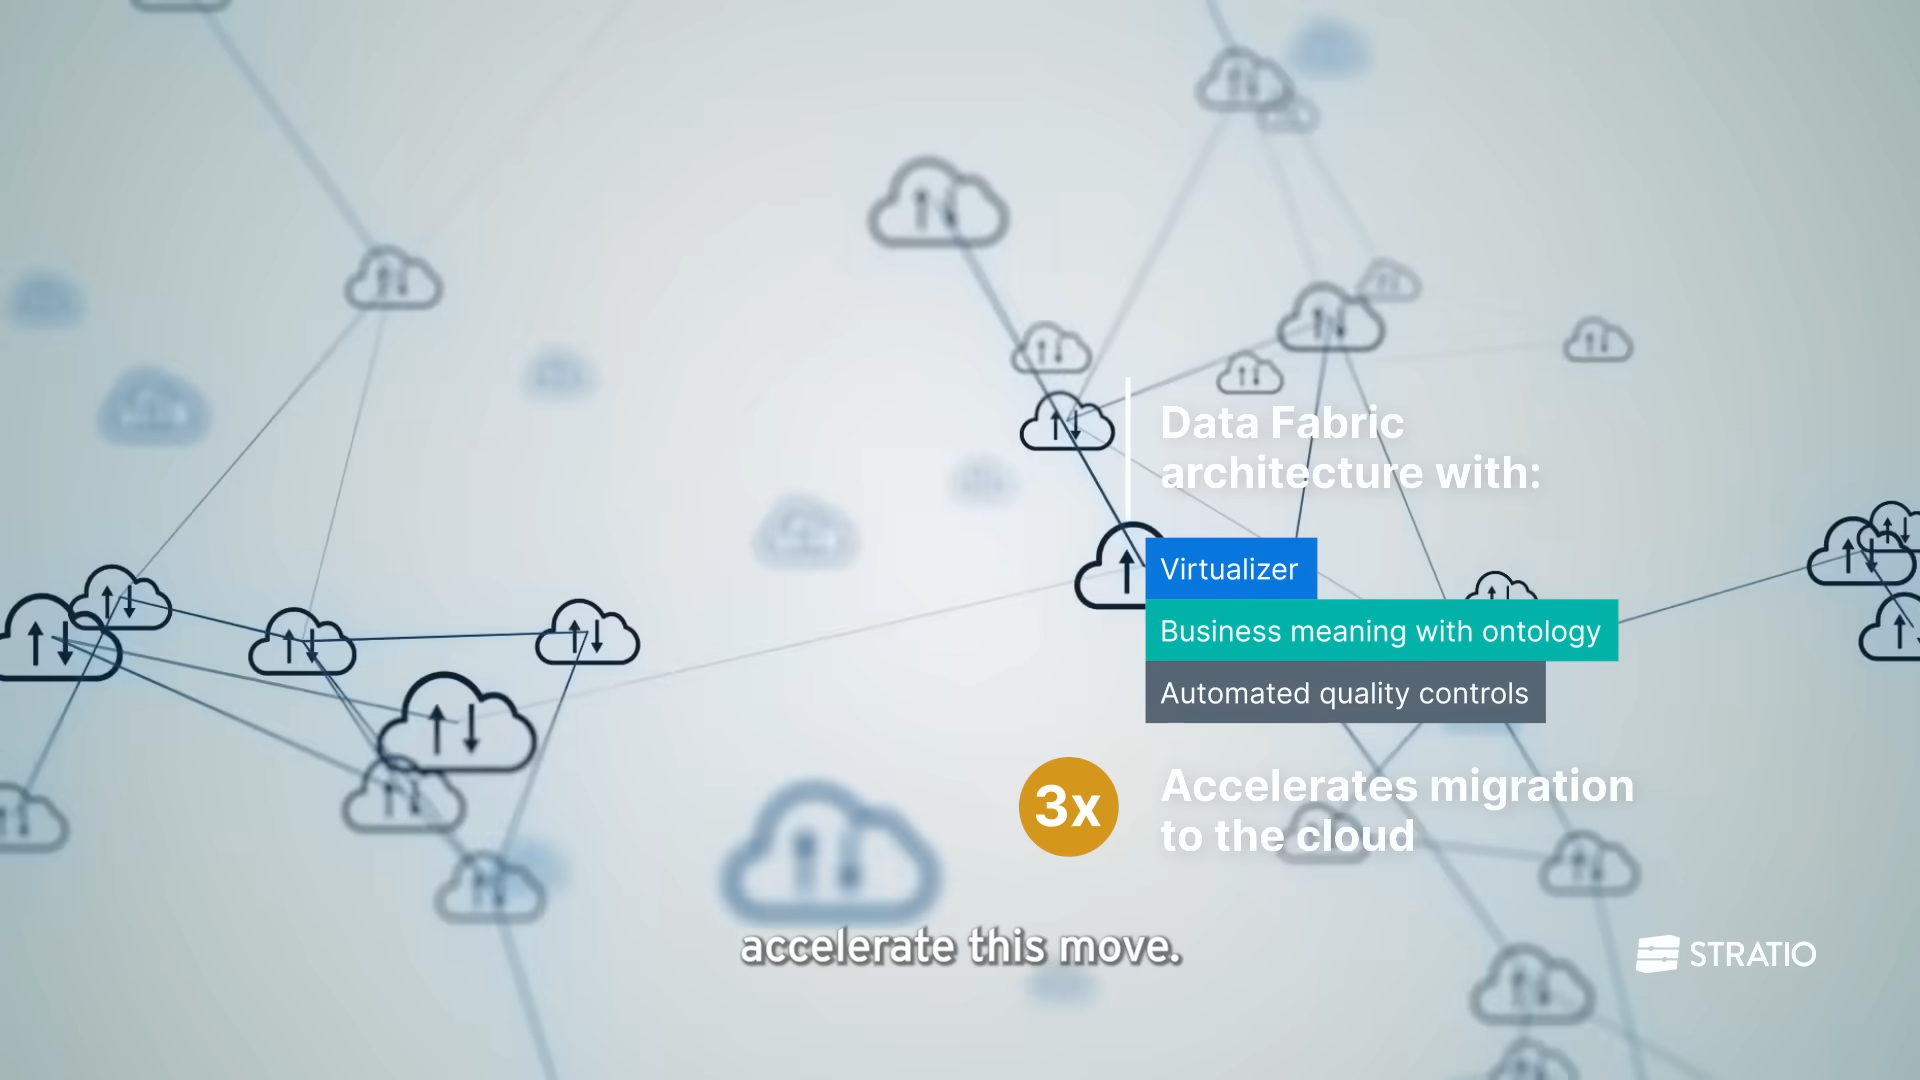 Data Fabric
architecture with:
Virtualizer
Business meaning with ontology
Automated quality controls
3x
Accelerates migration
to the cloud
accelerate this move.
STRATIO